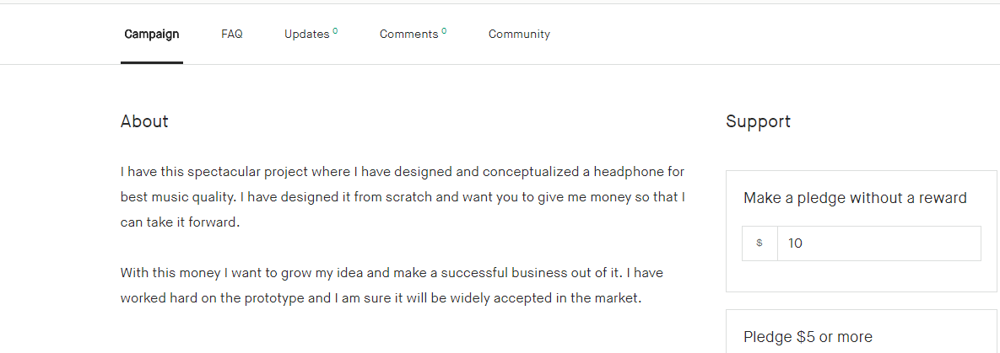 Campaign FAQ Updates 0 Comments 0 Community
About
I have this spectacular project where I have designed and conceptualized a headphone for
best music quality. I have designed it from scratch and want you to give me money so that I
can take it forward.
With this money I want to grow my idea and make a successful business out of it. I have
worked hard on the prototype and I am sure it will be widely accepted in the market.
Support
Make a pledge without a reward
$ 10
Pledge $5 or more